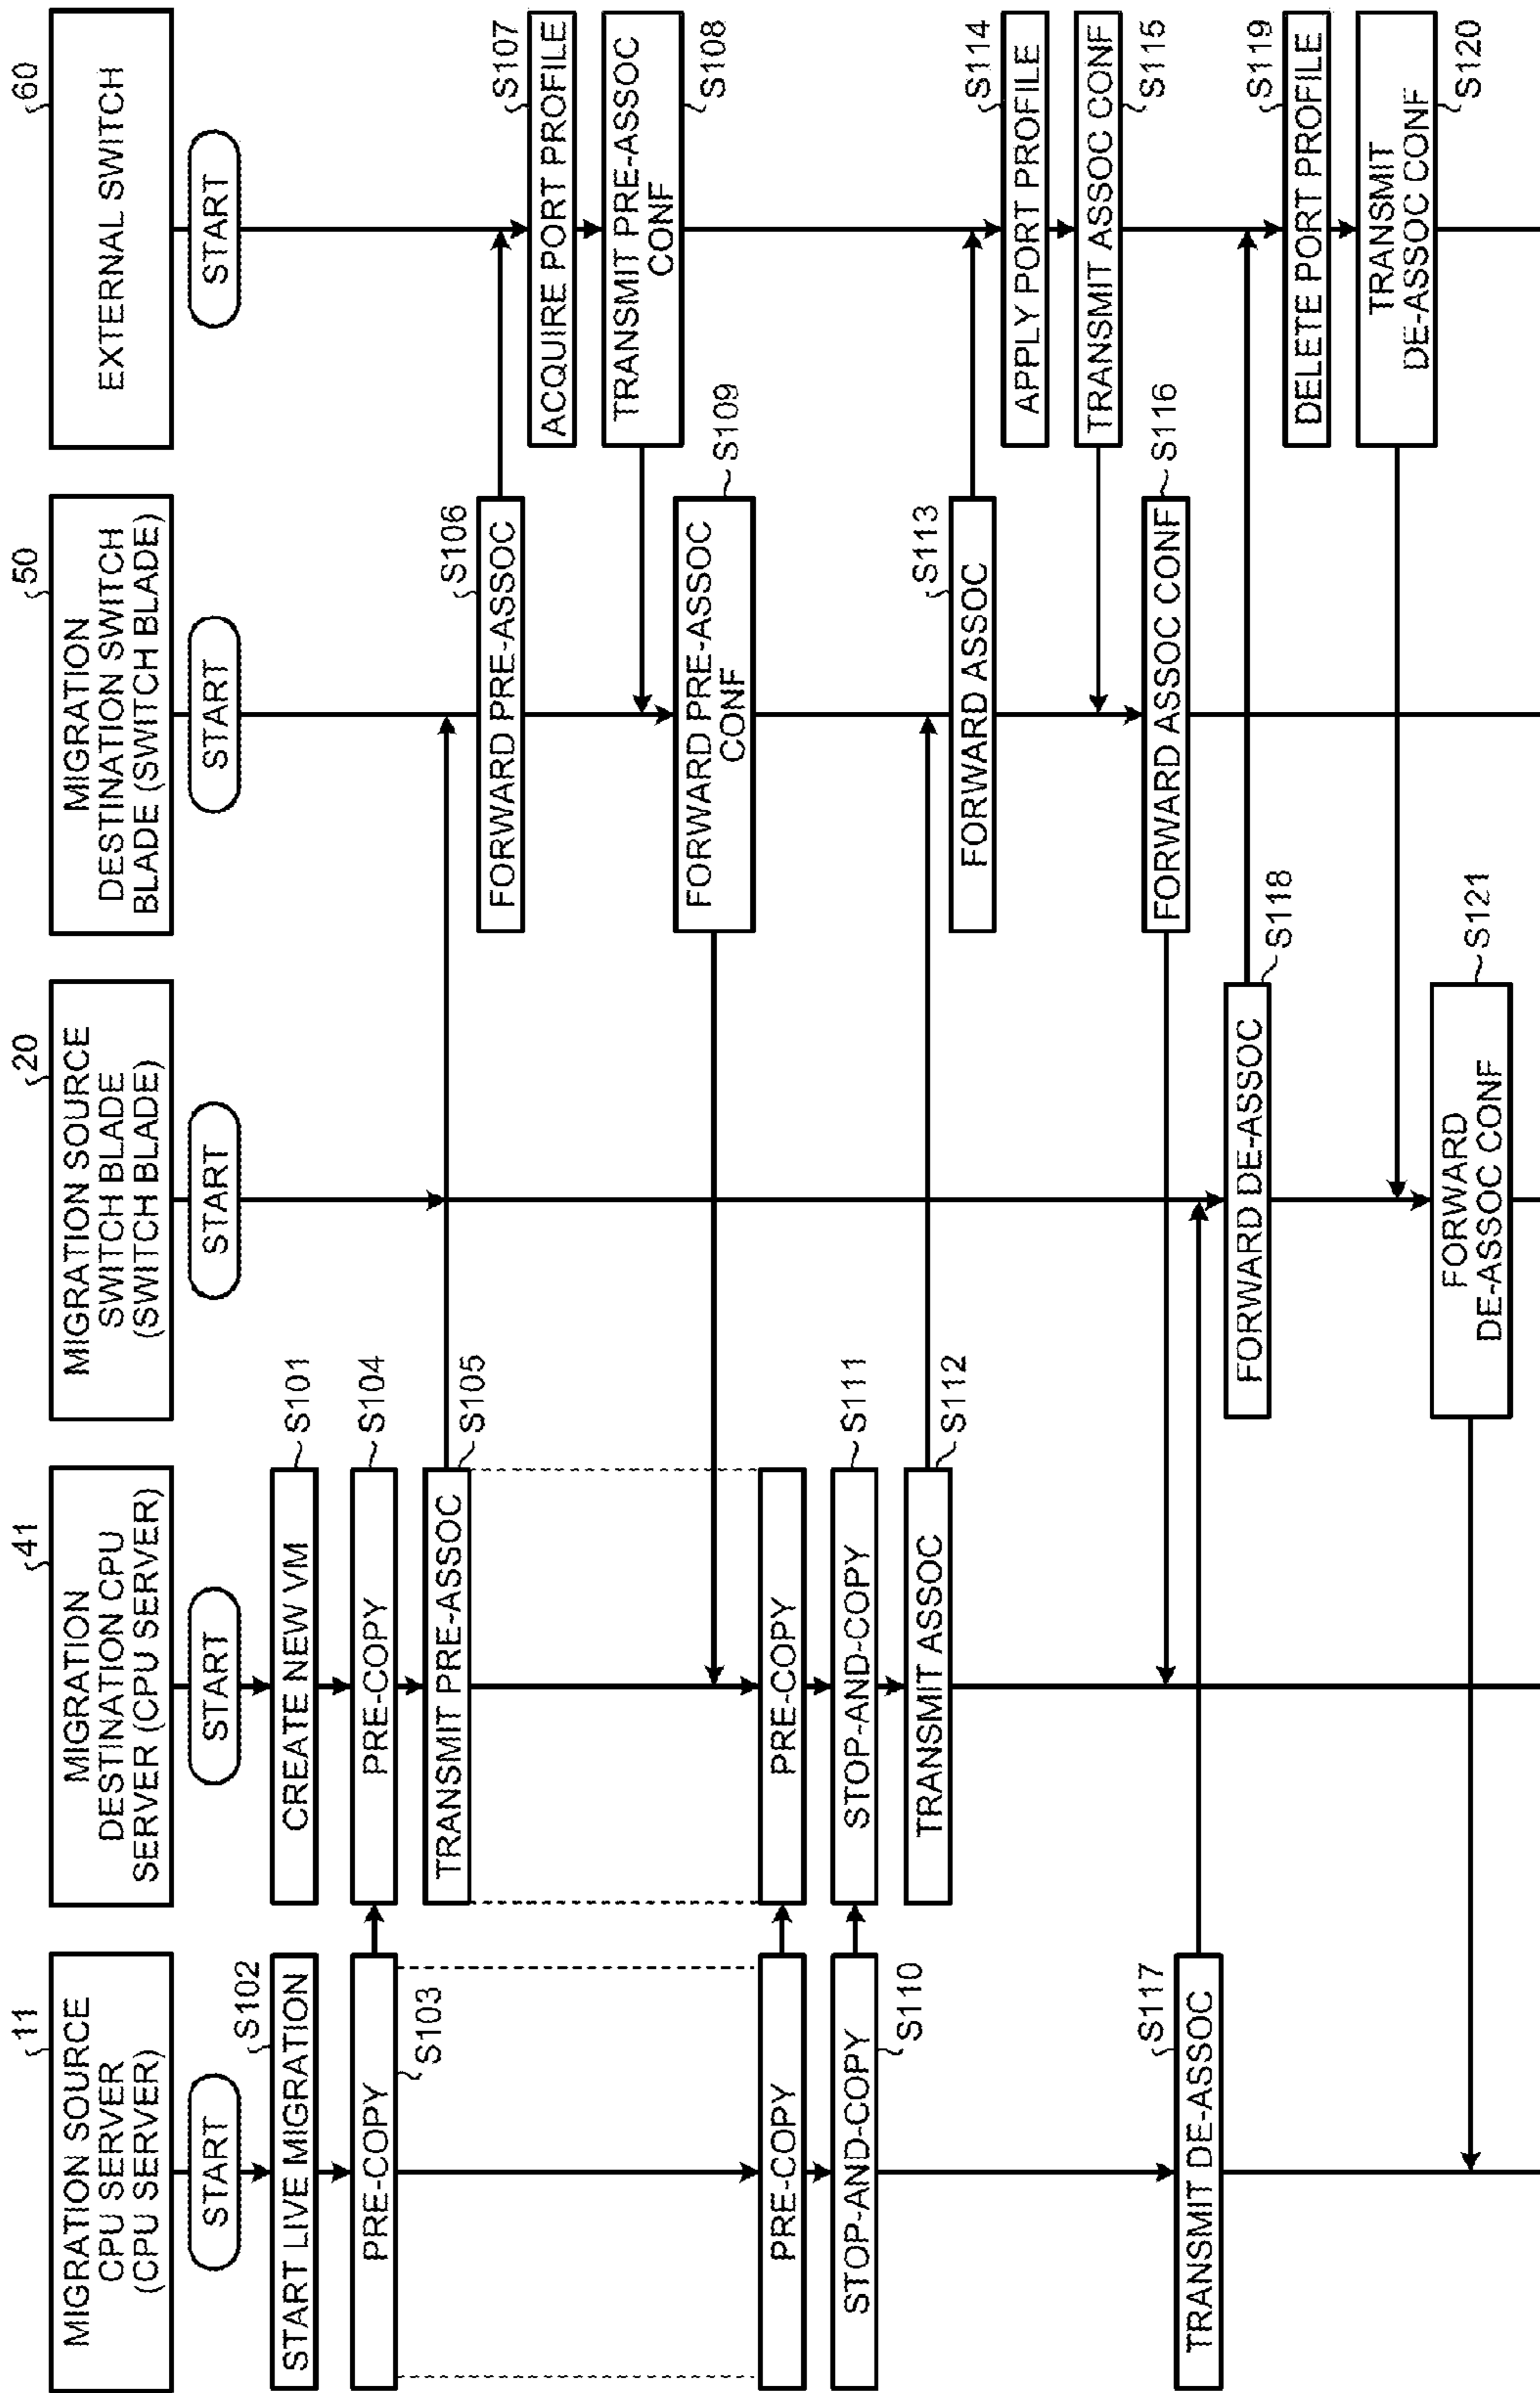 11
MIGRATION SOURCE
CPU SERVER
(CPU SERVER)
41
MIGRATION
DESTINATION CPU
SERVER (CPU SERVER)
20
MIGRATION SOURCE
SWITCH BLADE
(SWITCH BLADE)
50
MIGRATION
DESTINATION SWITCH
BLADE (SWITCH BLADE)
60
EXTERNAL SWITCH
START
START
START
START
START
S102
START LIVE MIGRATION
CREATE NEW VM
S101
PRE-COPY
S103
PRE-COPY
S104
TRANSMIT PRE-ASSOC
S105
S106
FORWARD PRE-ASSOC
S107
ACQUIRE PORT PROFILE
TRANSMIT PRE-ASSOC
CONF
S108
FORWARD PRE-ASSOC
CONF
S109
PRE-COPY
PRE-COPY
STOP-AND-COPY
S110
STOP-AND-COPY
S111
TRANSMIT ASSOC
S112
S113
FORWARD ASSOC
S114
APPLY PORT PROFILE
TRANSMIT ASSOC CONF
S115
FORWARD ASSOC CONF
S116
S117
TRANSMIT DE-ASSOC
FORWARD DE-ASSOC
S118
DELETE PORT PROFILE
S119
TRANSMIT
DE-ASSOC CONF
S120
FORWARD
DE-ASSOC CONF
S121